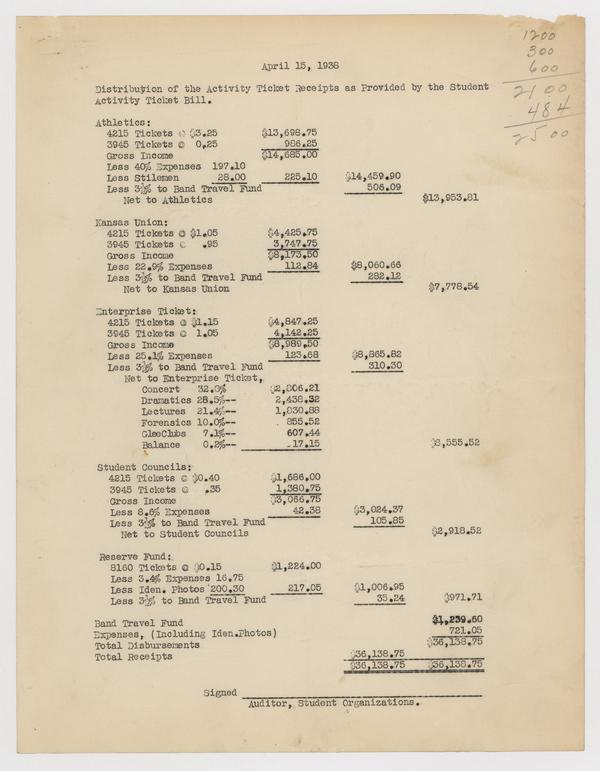 1200
300
600
2100
484
2500
April 15, 1938
Distribution of the Activity Ticket Receipts as Provided by the Student
Activity Ticket Bill.
Athletics:
4215 Tickets @ $3.25 $13,698.75
3945 Tickets @ 0.25 986.25
Gross Income $14,685.00
Less 40% Expenses 197.10
Less Stilemen 28.00 225.10 $14,459.90
Less 3½% to Band Travel Fund 506.09
Net to Athletics $13,953.81
Kansas Union:
4215 Tickets @ $1.05 $4,425.75
3945 Tickets @ .95 3,747.75
Gross Income $8,173.50
Less 22.9% Expenses 112.84 $8,060.66
Less 3½% to Band Travel Fund 282.12
Net to Kansas Union $7,778.54
Enterprise Ticket:
4215 Tickets @ $1.15 $4,847.25
3945 Tickets @ 1.05 4,142.25
Gross Income $8,989.50
Less 25.1% Expenses 123.68 $8,865.82
Less 3½% to Band Travel Fund 310.30
Net to Enterprise Ticket,
Concert 32.8% $2,806.21
Dramatics 28.5%-- 2,438.32
Lectures 21.4%-- 1,830.88
Forensics 10.0%-- 855.52
GleeClubs 7.1%-- 607.44
Balance 0.2%-- 17.15 $8,555.52
Student Councils:
4215 Tickets @ $0.40 $1,686.00
3945 Tickets @ .35 1,380.75
Gross Income $3,066.75
Less 8.6% Expenses 42.38 $3,024.37
Less 3½% to Band Travel Fund 105.85
Net to Student Councils $2,918.52
Reserve Fund:
8160 Tickets @ $0.15 $1,224.00
Less 3.4% Expenses 16.75
Less Iden. Photos 200.30 217.05 $1,006.95
Less 3½% to Band Travel Fund 35.24 $971.71
Band Travel Fund $1,239.60
Expenses, (Including Iden.Photos) 721.05
Total Disbursements $36,138.75
Total Receipts $36,138.75
$36,138.75 $36,138.75
Signed
Auditor, Student Organizations.